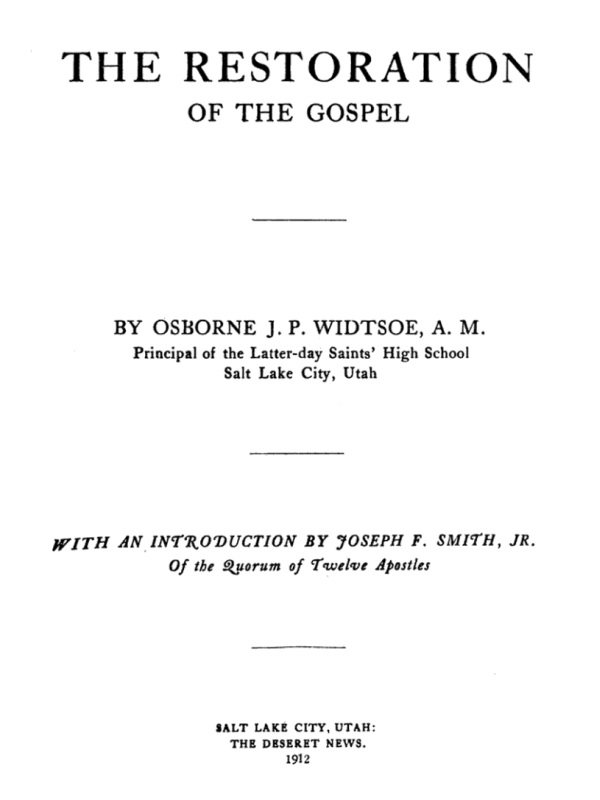 THE RESTORATION
OF THE GOSPEL
BY OSBORNE J. P. WIDTSOE, A. M.
Principal of the Latter-day Saints' High School
Salt Lake City, Utah
WITH AN INTRODUCTION BY JOSEPH F. SMITH, JR.
Of the Quorum of Twelve Apostles
SALT LAKE CITY, UTAH:
THE DESERET NEWS.
1912